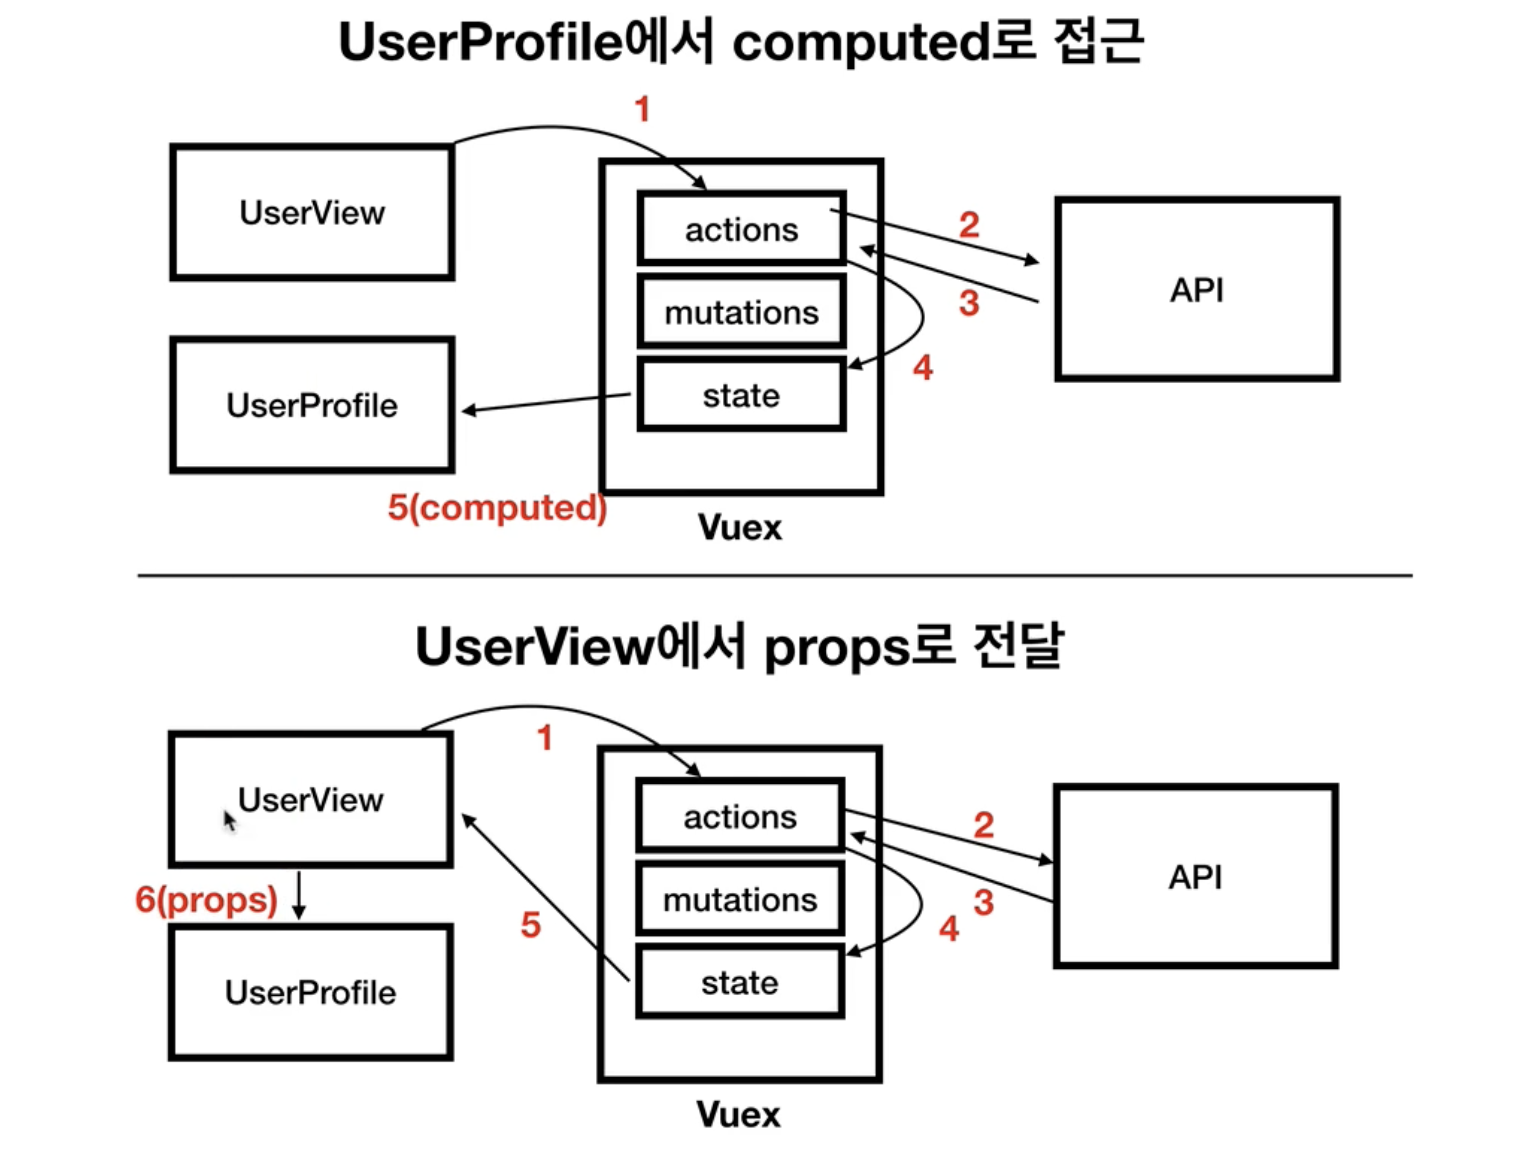 UserProfile에서 computed로 접근
1
UserView
actions
2
API
mutations
3
4
UserProfile
state
5(computed)
Vuex
UserView에서 props로 전달
1
UserView
actions
2
API
6(props)
mutations
3
5
4
UserProfile
state
Vuex